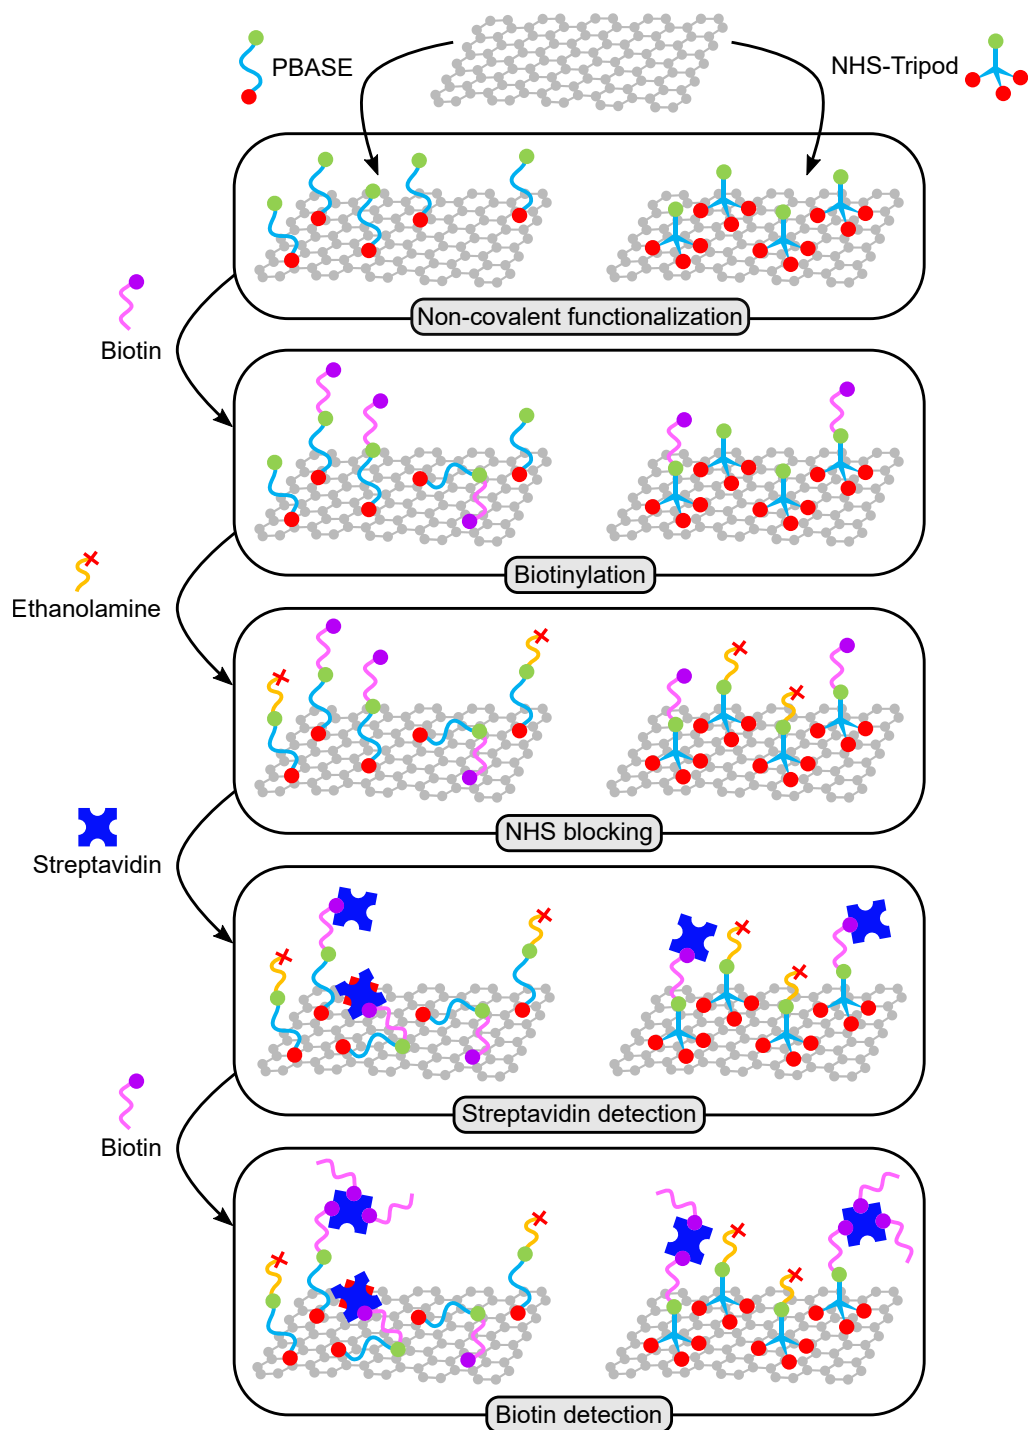 PBASE
NHS-Tripod
Non-covalent functionalization
Biotin
Biotinylation
Ethanolamine
NHS blocking
Streptavidin
Streptavidin detection
Biotin
Biotin detection